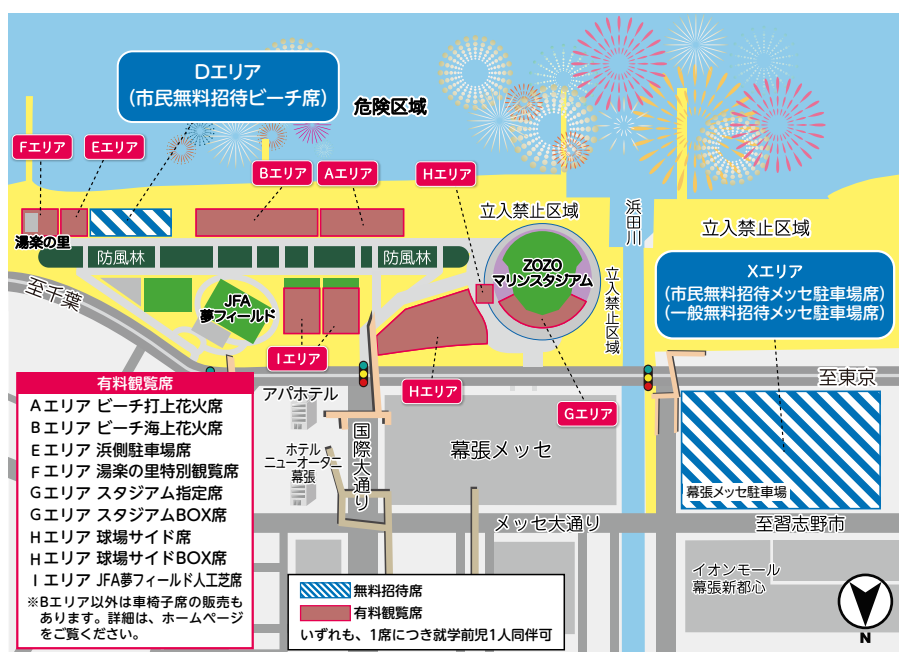 Dエリア
(市民無料招待ビーチ席)
危険区域
Fエリア
Eエリア
Bエリア
Aエリア
Hエリア
立入禁止区域
浜田川
立入禁止区域
湯楽の里
防風林
防風林
ZOZO
マリンスタジアム
立入禁止区域
Xエリア
(市民無料招待メッセ駐車場席)
(一般無料招待メッセ駐車場席)
至千葉
JFA
夢フィールド
Iエリア
Hエリア
Gエリア
至東京
有料観覧席
Aエリア ビーチ打上花火席
Bエリア ビーチ海上花火席
Eエリア 浜側駐車場席
Fエリア 湯楽の里特別観覧席
Gエリア スタジアム指定席
Gエリア スタジアムBOX席
Hエリア 球場サイド席
Hエリア 球場サイドBOX席
Iエリア JFA夢フィールド人工芝席
※Bエリア以外は車椅子席の販売も
あります。詳細は、ホームページ
をご覧ください。
アパホテル
ホテル
ニューオータニ
幕張
国際大通り
幕張メッセ
幕張メッセ駐車場
メッセ大通り
至習志野市
イオンモール
幕張新都心
無料招待席
有料観覧席
いずれも、1席につき就学前児1人同伴可
N